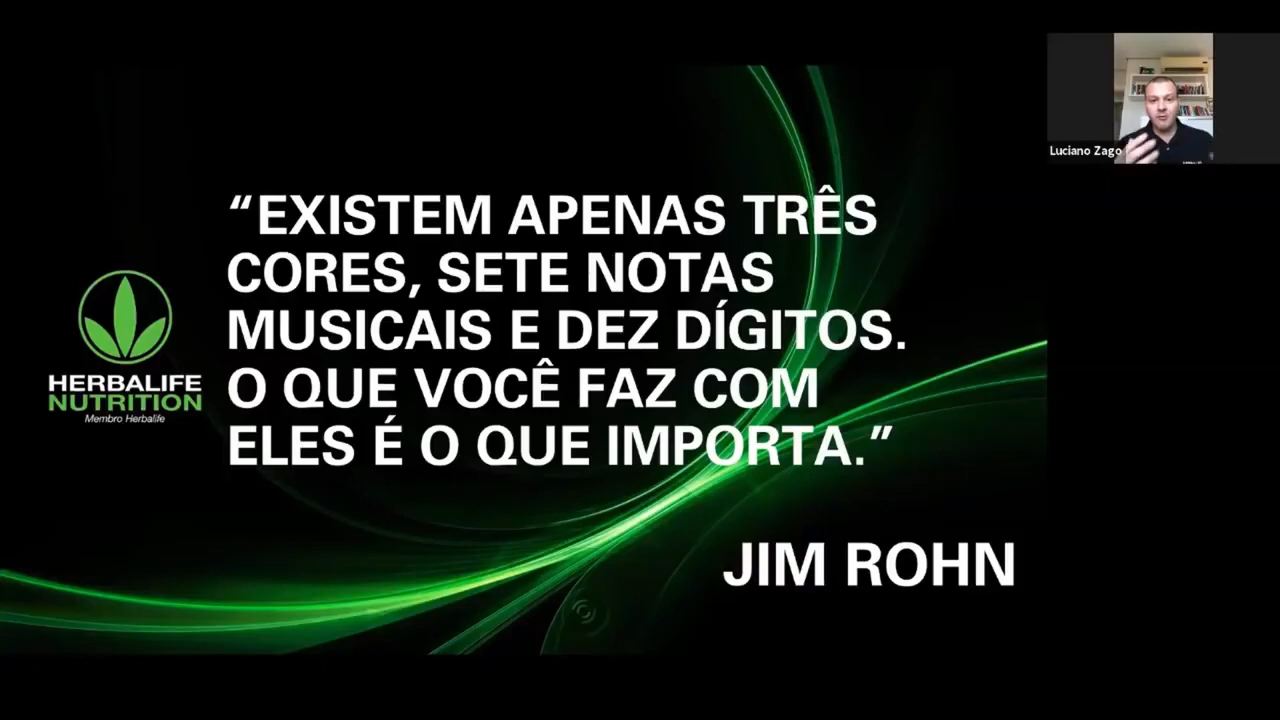 Luciano Zago
“EXISTEM APENAS TRÊS
CORES, SETE NOTAS
MUSICAIS E DEZ DÍGITOS.
O QUE VOCÊ FAZ COM
ELES É O QUE IMPORTA.”
HERBALIFE
NUTRITION
Membro Herbalife
JIM ROHN